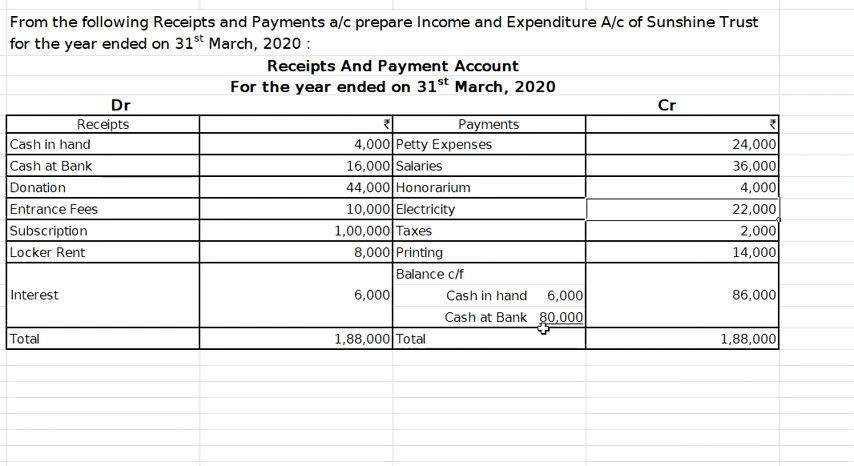 From the following Receipts and Payments a/c prepare Income and Expenditure A/c of Sunshine Trust
for the year ended on 31st March, 2020 :
Receipts And Payment Account
For the year ended on 31st March, 2020
Dr Cr
Receipts ₹ Payments ₹
Cash in hand 4,000 Petty Expenses 24,000
Cash at Bank 16,000 Salaries 36,000
Donation 44,000 Honorarium 4,000
Entrance Fees 10,000 Electricity 22,000
Subscription 1,00,000 Taxes 2,000
Locker Rent 8,000 Printing 14,000
Balance c/f
Interest 6,000 Cash in hand 6,000 86,000
Cash at Bank 80,000
Total 1,88,000 Total 1,88,000